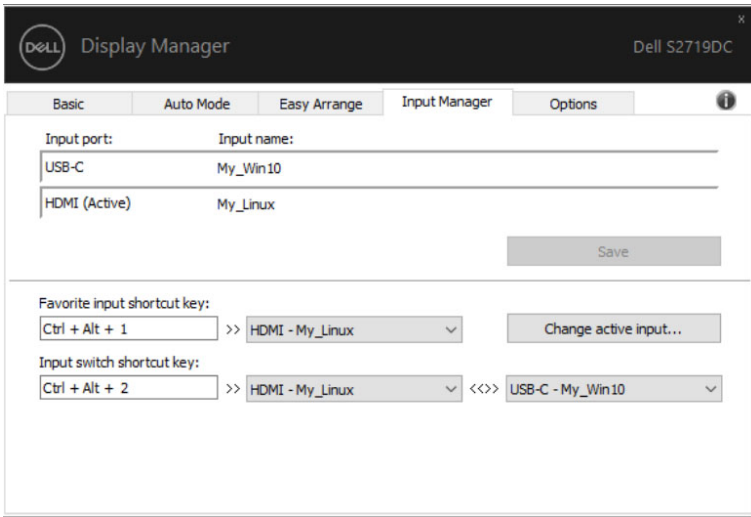 x
DELL Display Manager Dell S2719DC
Basic Auto Mode Easy Arrange Input Manager Options i
Input port: Input name:
USB-C My_Win10
HDMI (Active) My_Linux
Save
Favorite input shortcut key:
Ctrl + Alt + 1 >> HDMI - My_Linux Change active input...
Input switch shortcut key:
Ctrl + Alt + 2 >> HDMI - My_Linux <<>> USB-C - My_Win10